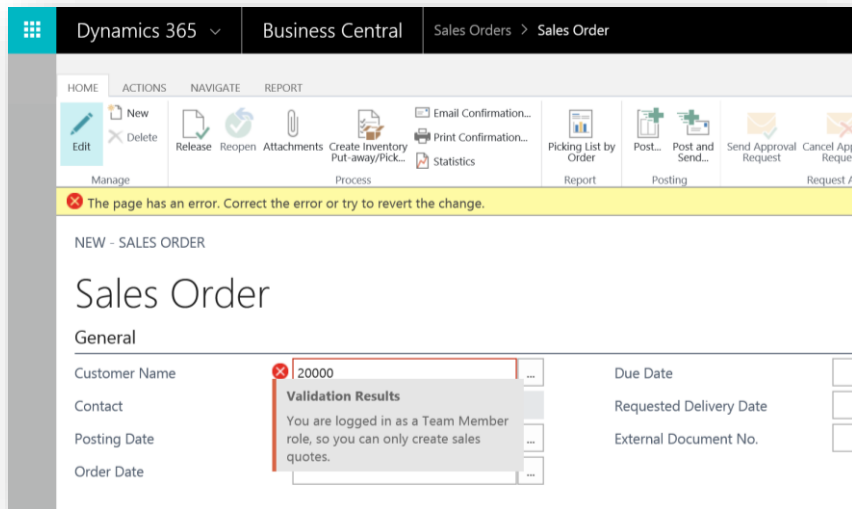 Dynamics 365
Business Central
Sales Orders > Sales Order
HOME ACTIONS NAVIGATE REPORT
Edit
New
Delete
Manage
Release
Reopen
Attachments
Create Inventory
Put-away/Pick...
Email Confirmation...
Print Confirmation...
Statistics
Process
Picking List by
Order
Report
Post...
Post and
Send...
Posting
Send Approval
Request
Cancel App
Reque
Request A
The page has an error. Correct the error or try to revert the change.
NEW - SALES ORDER
Sales Order
General
Customer Name
20000
...
Due Date
Validation Results
You are logged in as a Team Member
role, so you can only create sales
quotes.
Contact
Requested Delivery Date
Posting Date
...
External Document No.
Order Date
...